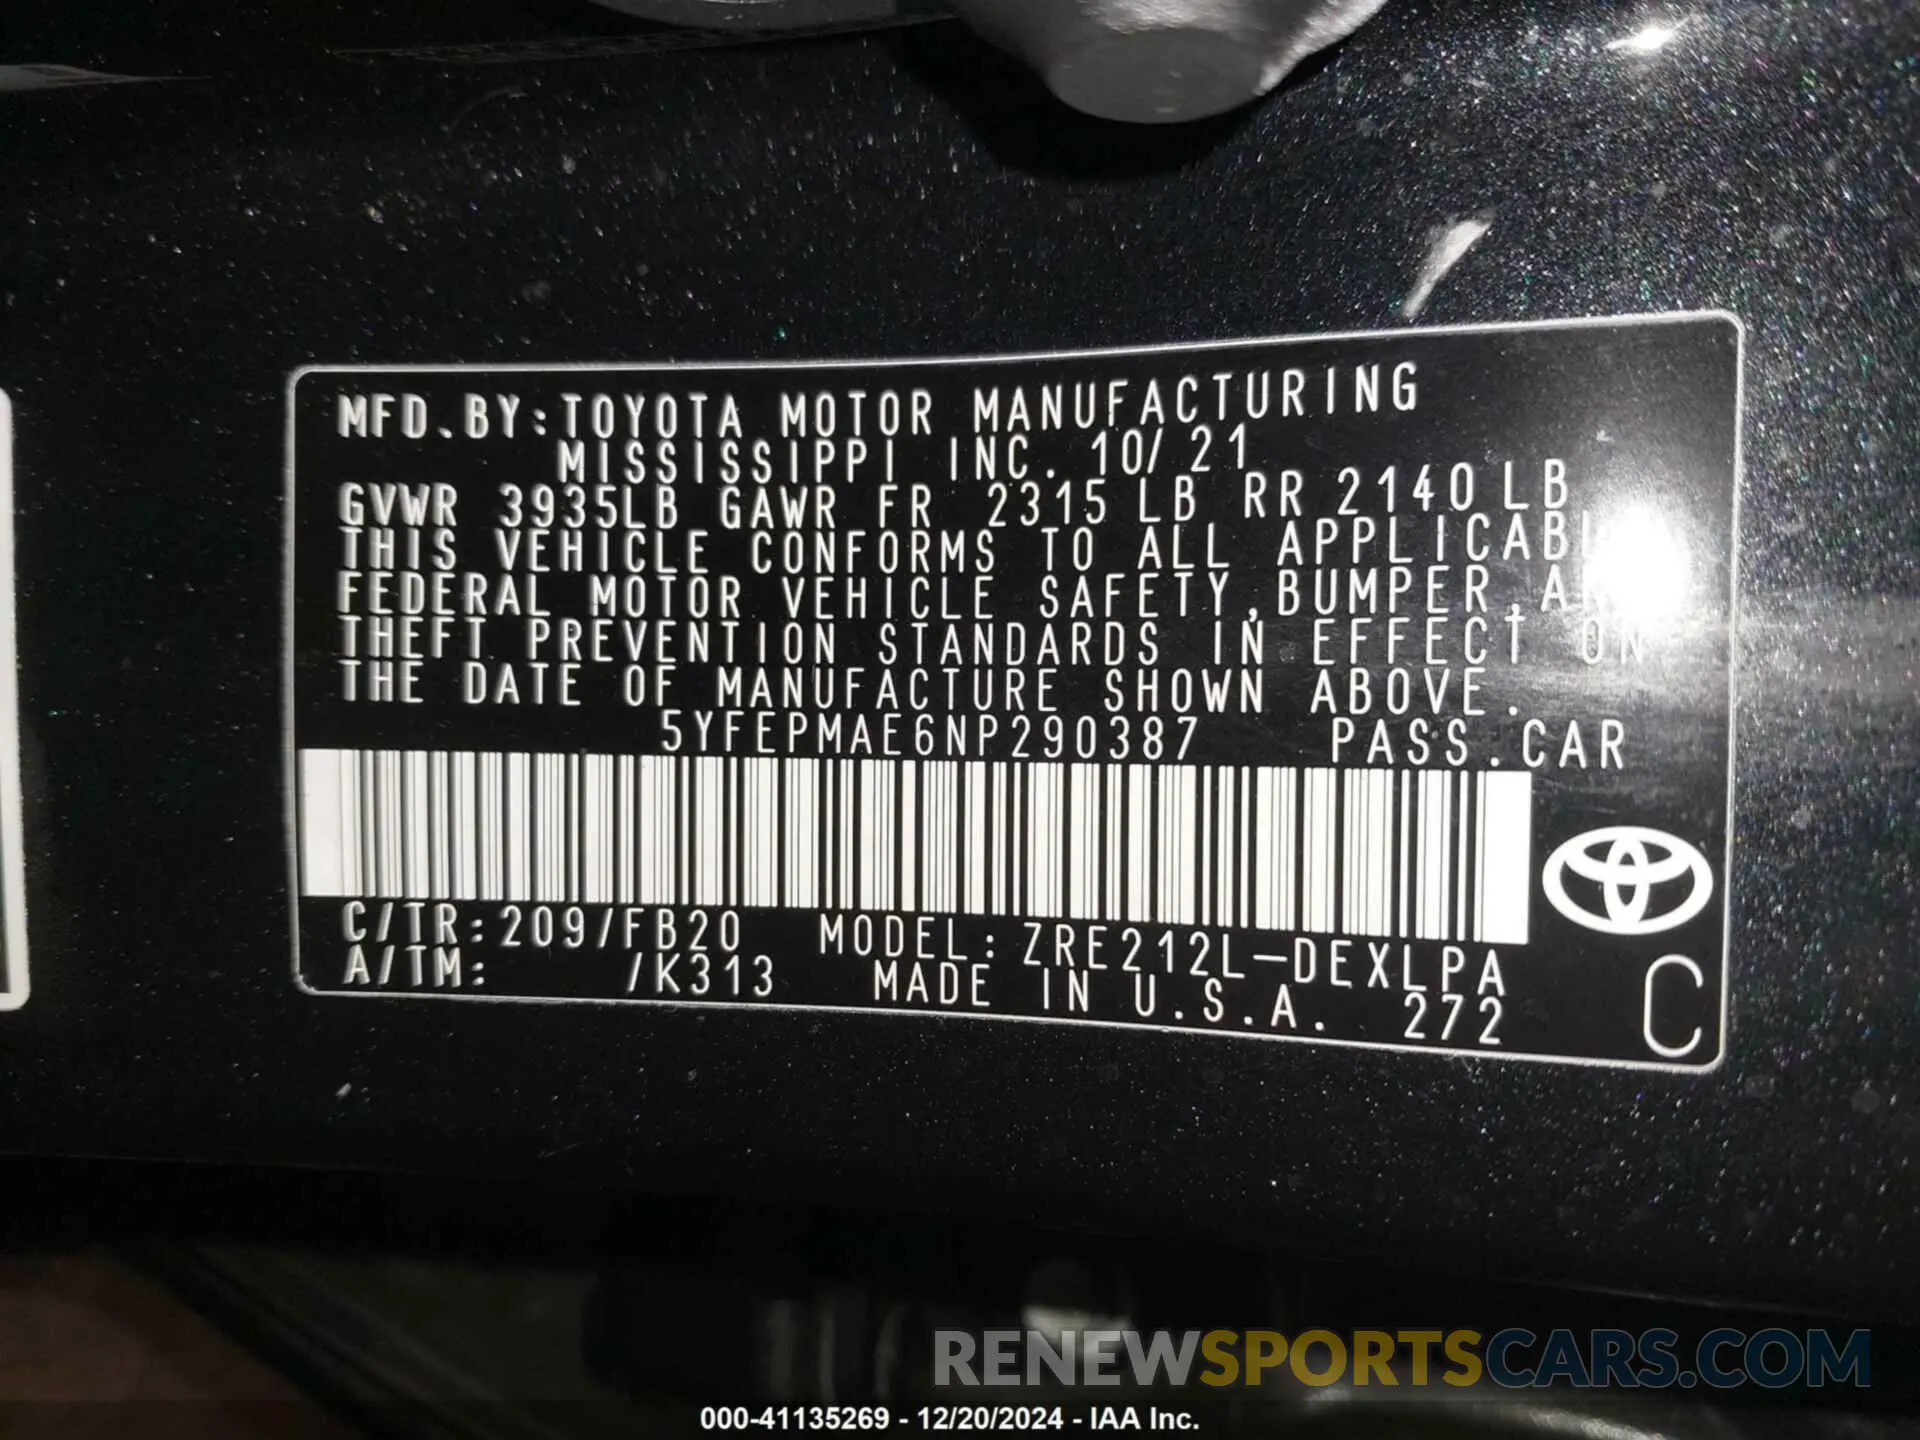 MFD.BY:TOYOTA MOTOR MANUFACTURING
MISSISSIPPI INC. 10/21
GVWR 3935LB GAWR FR 2315LB RR 2140LB
THIS VEHICLE CONFORMS TO ALL
FEDERAL MOTOR VEHICLE SAFETY,BUMPER,
THEFT PREVENTION STANDARDS IN EFFECT ON
THE DATE OF MANUFACTURE SHOWN ABOVE.
5YFEPMAE6NP290387 PASS.CAR
C/TR:209/FB20 MODEL:ZRE212L-DEXLPA
A/TM: /K313 MADE IN U.S.A. 272
C
RENEWSPORTSCARS.COM
000-41135269 - 12/20/2024 - IAA Inc.